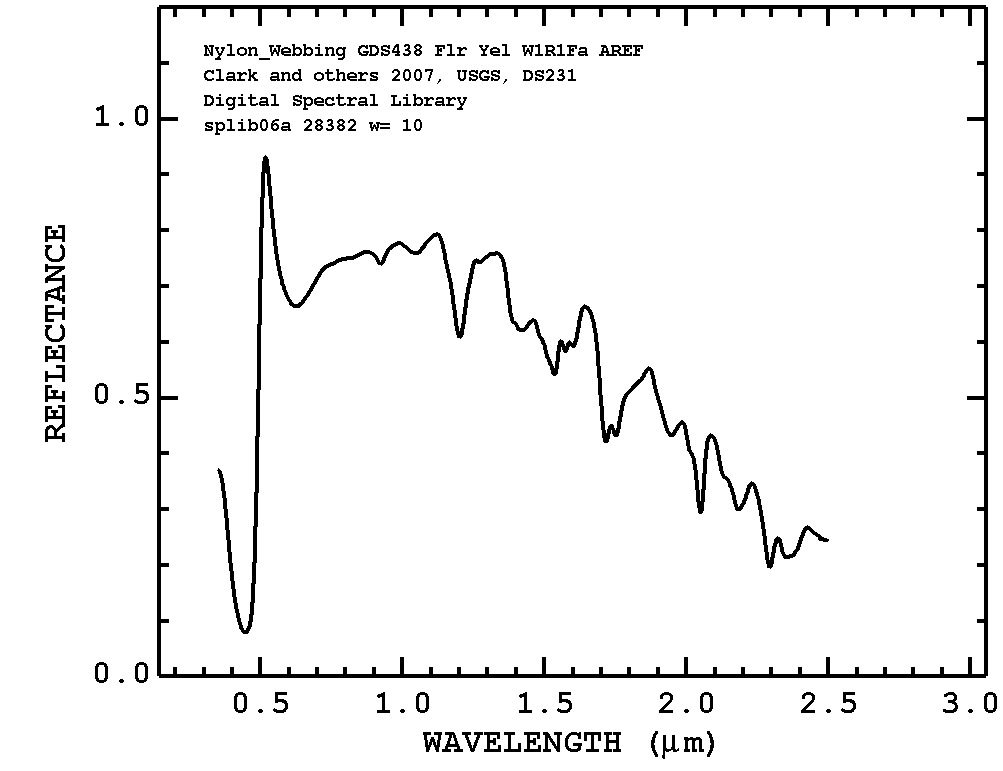 Nylon_Webbing GDS438 Flr Yel W1R1Fa AREF
Clark and others 2007, USGS, DS231
Digital Spectral Library
splib06a 28382 w= 10
1.0
0.5
0.0
REFLECTANCE
0.5 1.0 1.5 2.0 2.5 3.0
WAVELENGTH (μm)